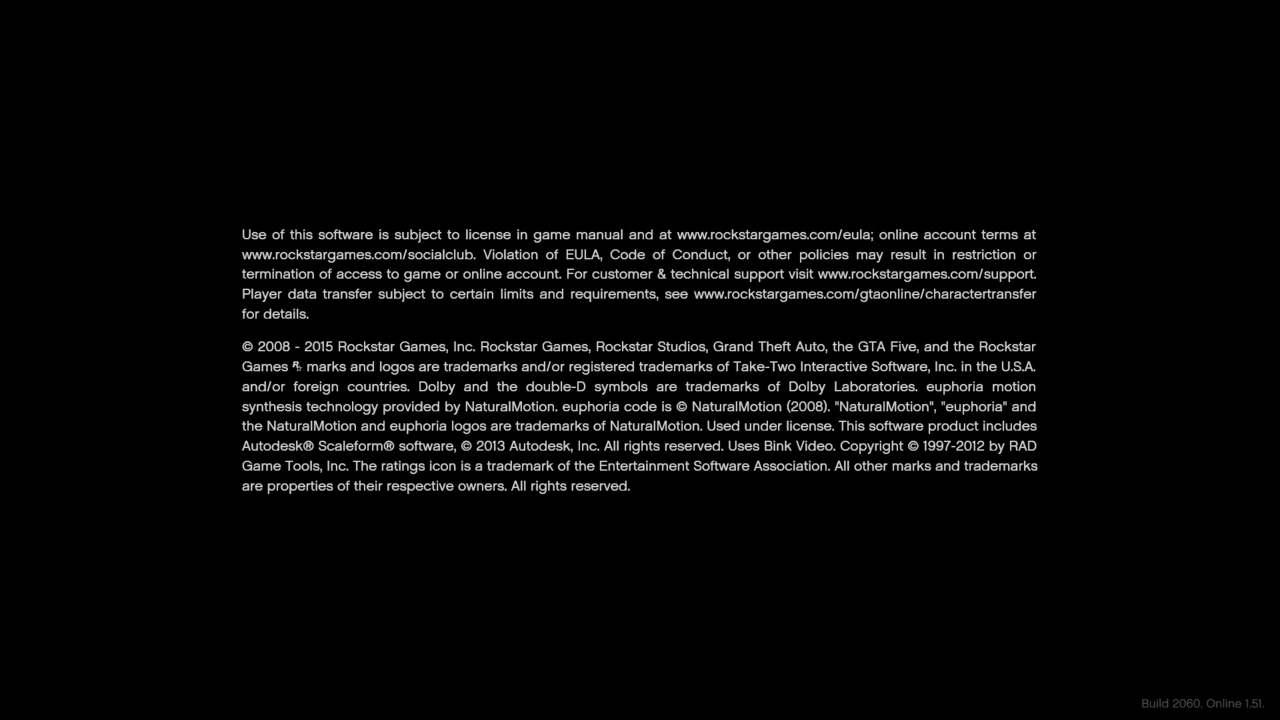 Use of this software is subject to license in game manual and at www.rockstargames.com/eula; online account terms at
www.rockstargames.com/socialclub. Violation of EULA, Code of Conduct, or other policies may result in restriction or
termination of access to game or online account. For customer & technical support visit www.rockstargames.com/support.
Player data transfer subject to certain limits and requirements, see www.rockstargames.com/gtaonline/charactertransfer
for details.
© 2008 - 2015 Rockstar Games, Inc. Rockstar Games, Rockstar Studios, Grand Theft Auto, the GTA Five, and the Rockstar
Games R* marks and logos are trademarks and/or registered trademarks of Take-Two Interactive Software, Inc. in the U.S.A.
and/or foreign countries. Dolby and the double-D symbols are trademarks of Dolby Laboratories. euphoria motion
synthesis technology provided by NaturalMotion. euphoria code is © NaturalMotion (2008). "NaturalMotion", "euphoria" and
the NaturalMotion and euphoria logos are trademarks of NaturalMotion. Used under license. This software product includes
Autodesk® Scaleform® software, © 2013 Autodesk, Inc. All rights reserved. Uses Bink Video. Copyright © 1997-2012 by RAD
Game Tools, Inc. The ratings icon is a trademark of the Entertainment Software Association. All other marks and trademarks
are properties of their respective owners. All rights reserved.
Build 2060. Online 1.51.